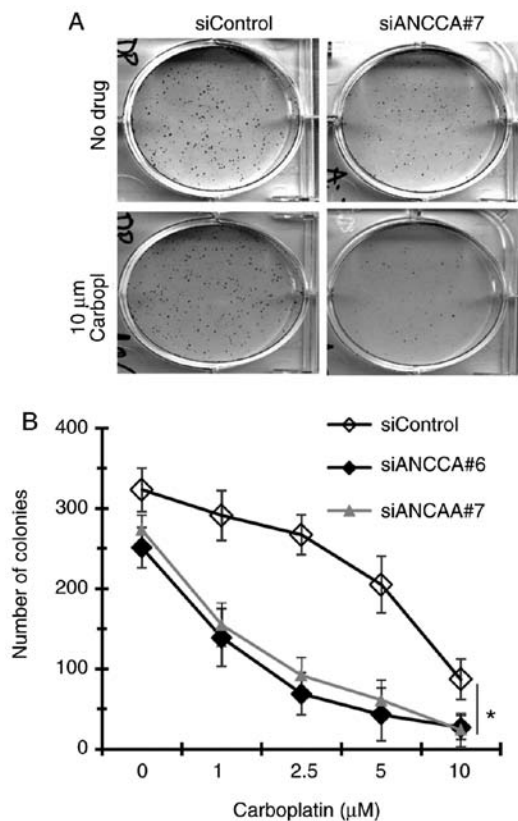 A
siControl
siANCCA#7
No drug
10 μm
Carbopl
B
siControl
siANCCA#6
siANCAA#7
400
300
200
100
0
Number of colonies
*
0 1 2.5 5 10
Carboplatin (μM)